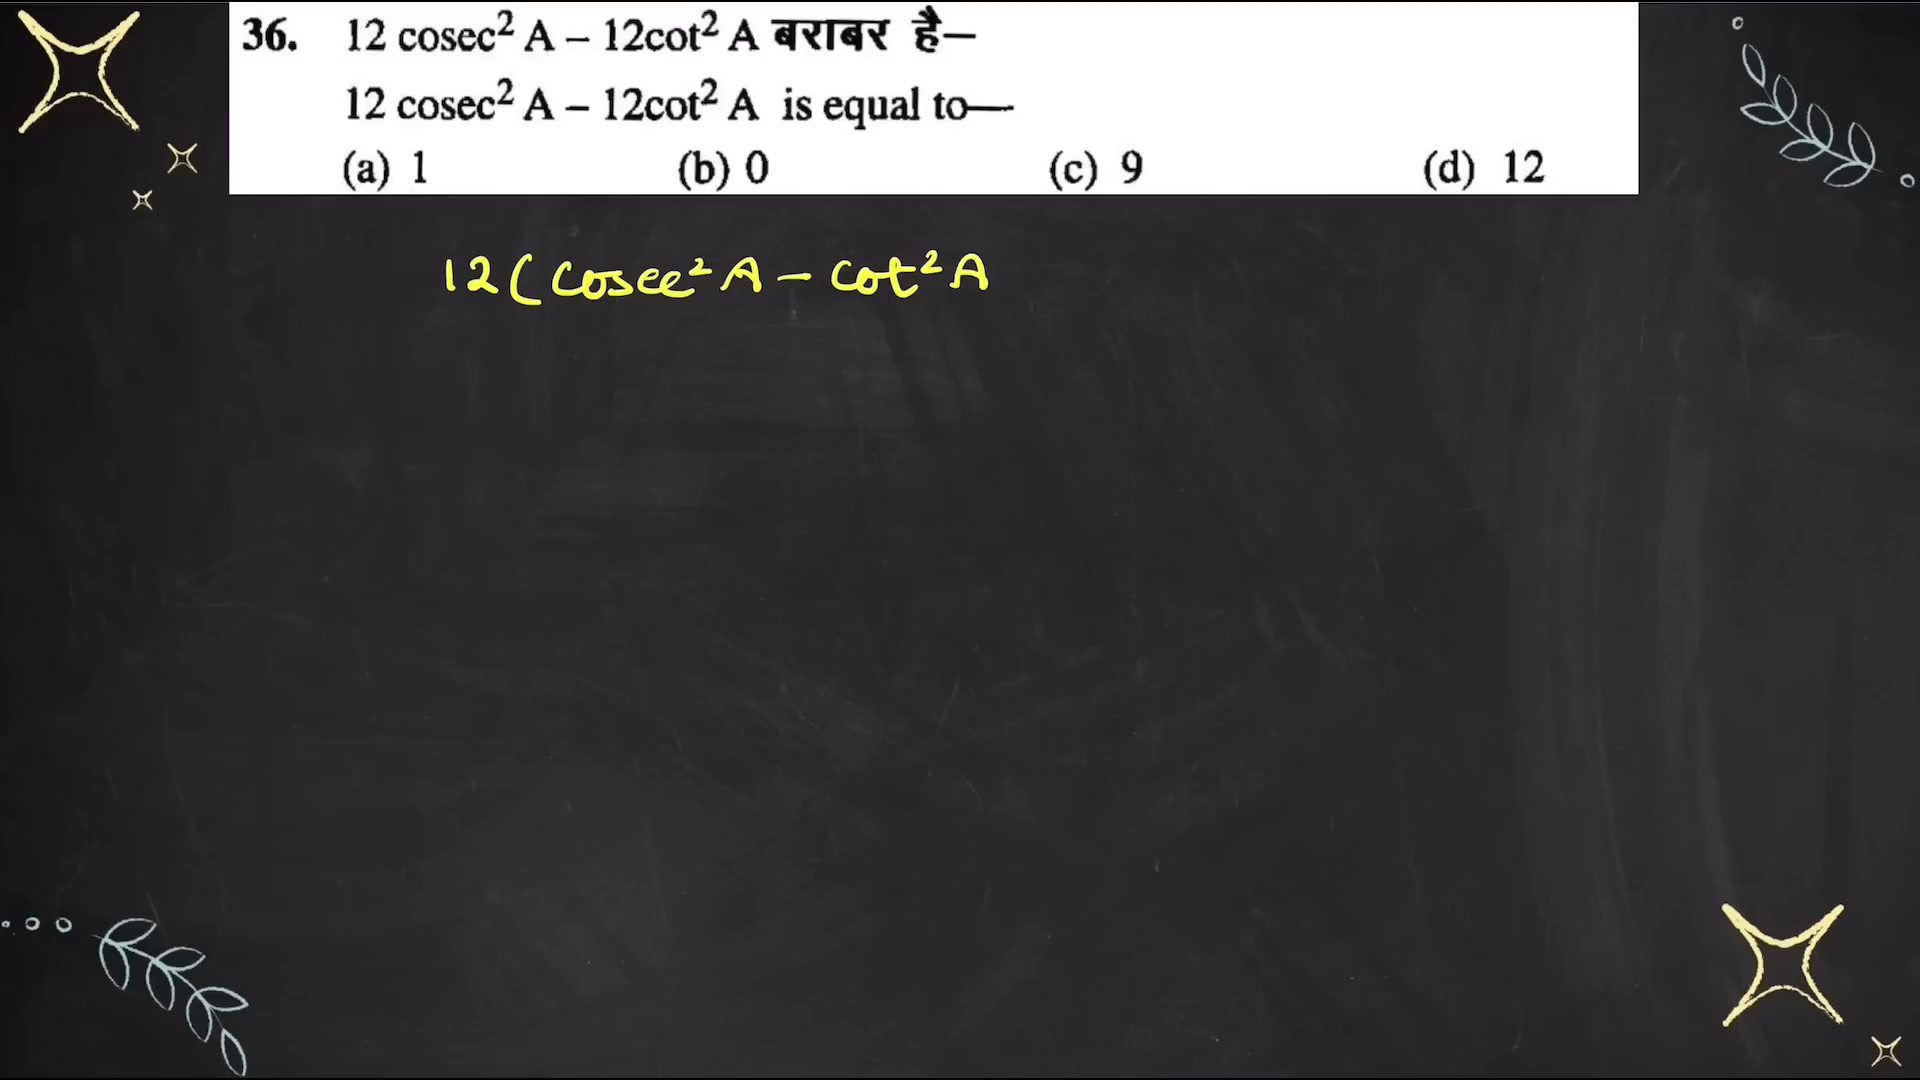 36. 12 cosec² A – 12cot² A बराबर है—
12 cosec² A – 12cot² A is equal to—
(a) 1 (b) 0 (c) 9 (d) 12
12(cosec² A – cot² A